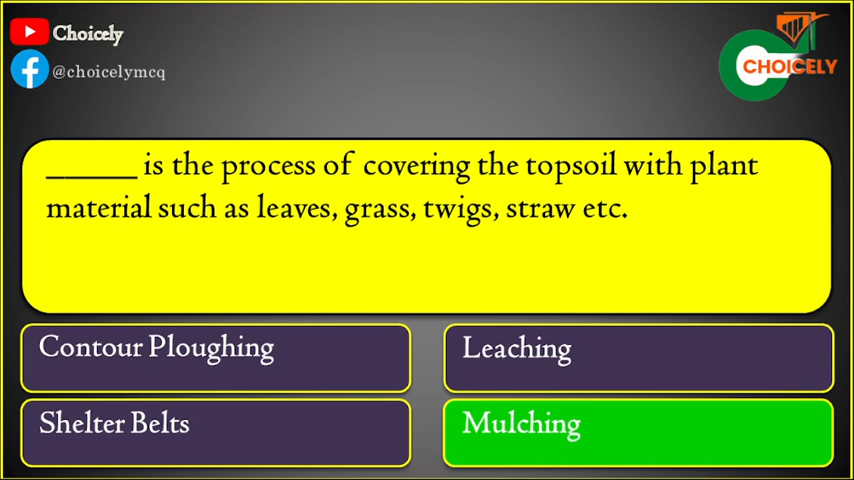 Choicely
@choicelymcq
CHOICELY
______ is the process of covering the topsoil with plant
material such as leaves, grass, twigs, straw etc.
Contour Ploughing
Leaching
Shelter Belts
Mulching